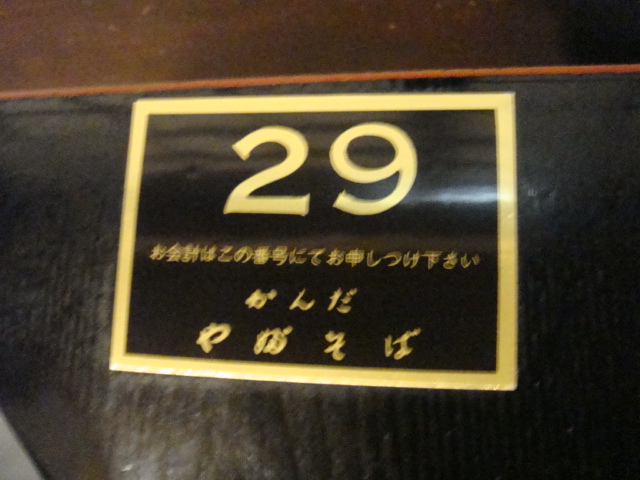 29
お会計はこの番号にてお申しつけ下さい
かんだ
やぶそば